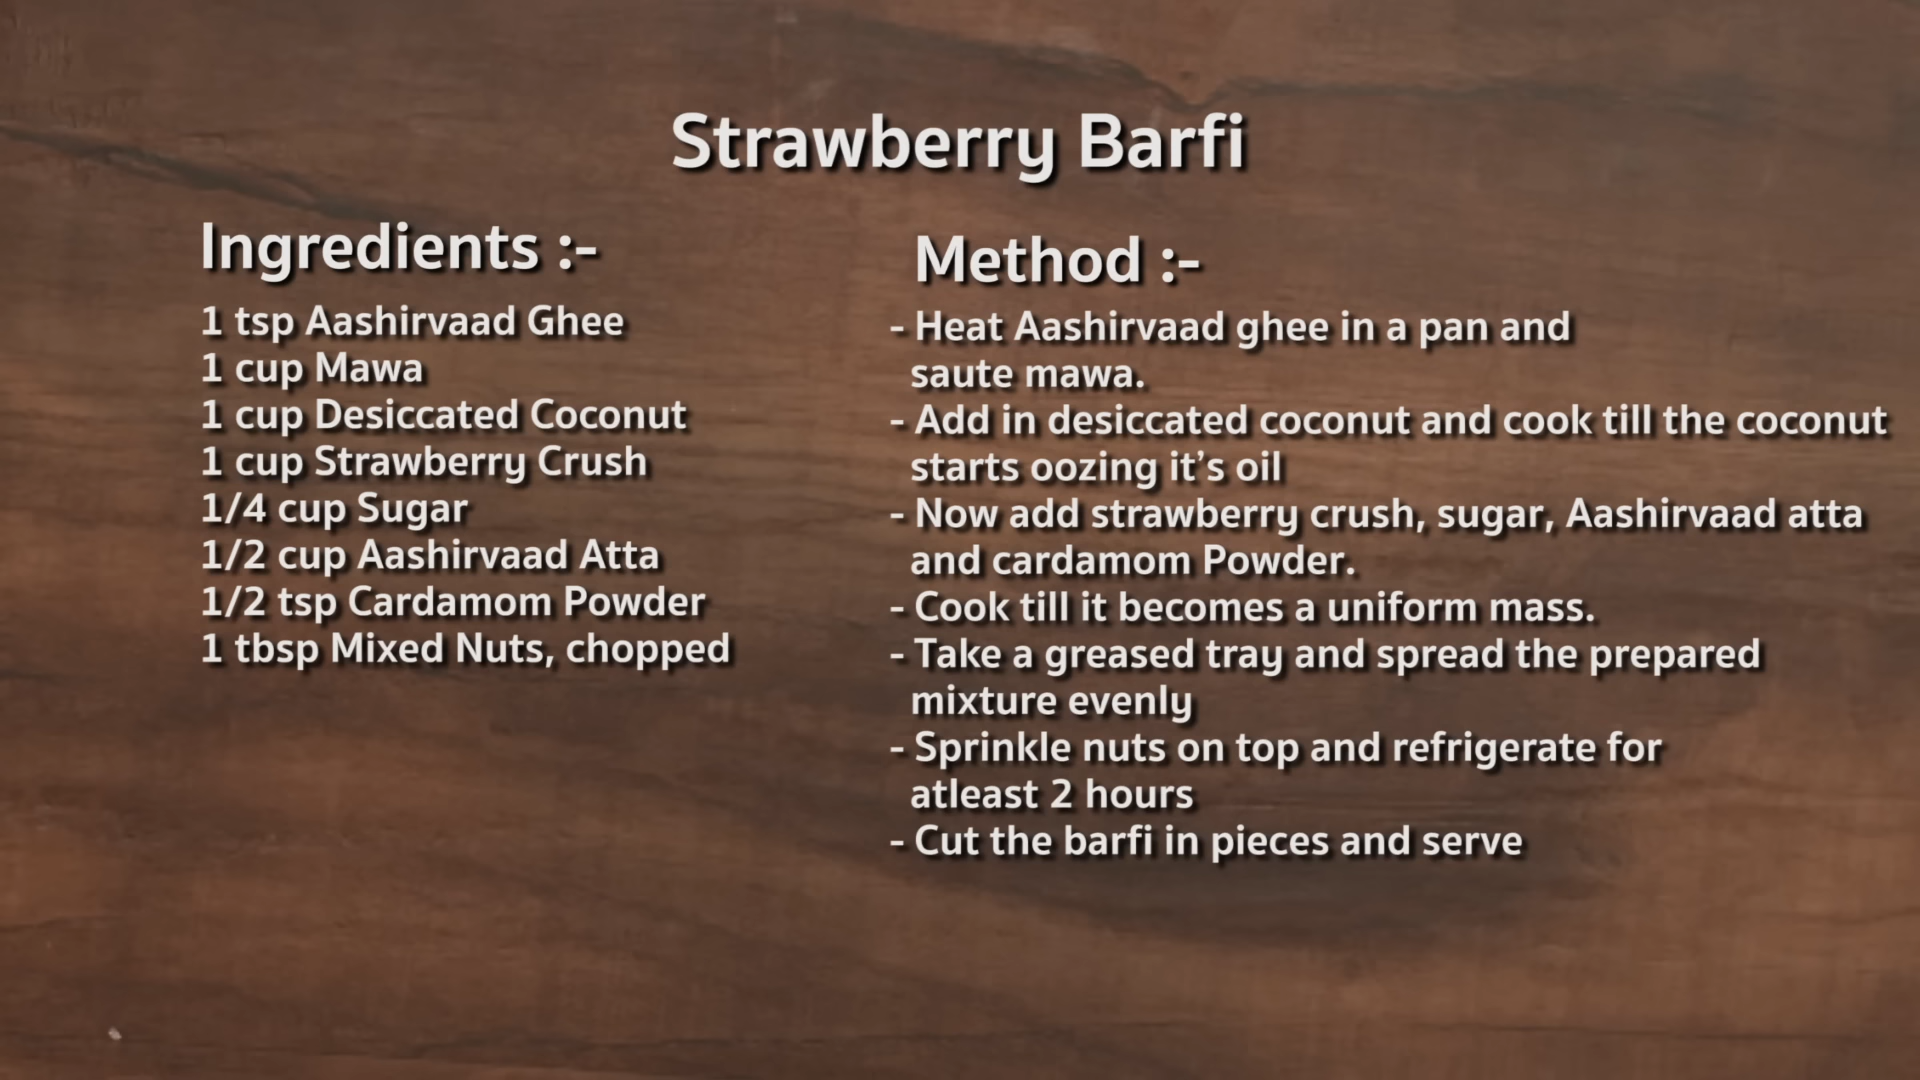 Strawberry Barfi
Ingredients :-
1 tsp Aashirvaad Ghee
1 cup Mawa
1 cup Desiccated Coconut
1 cup Strawberry Crush
1/4 cup Sugar
1/2 cup Aashirvaad Atta
1/2 tsp Cardamom Powder
1 tbsp Mixed Nuts, chopped
Method :-
- Heat Aashirvaad ghee in a pan and
saute mawa.
- Add in desiccated coconut and cook till the coconut
starts oozing it’s oil
- Now add strawberry crush, sugar, Aashirvaad atta
and cardamom Powder.
- Cook till it becomes a uniform mass.
- Take a greased tray and spread the prepared
mixture evenly
- Sprinkle nuts on top and refrigerate for
atleast 2 hours
- Cut the barfi in pieces and serve